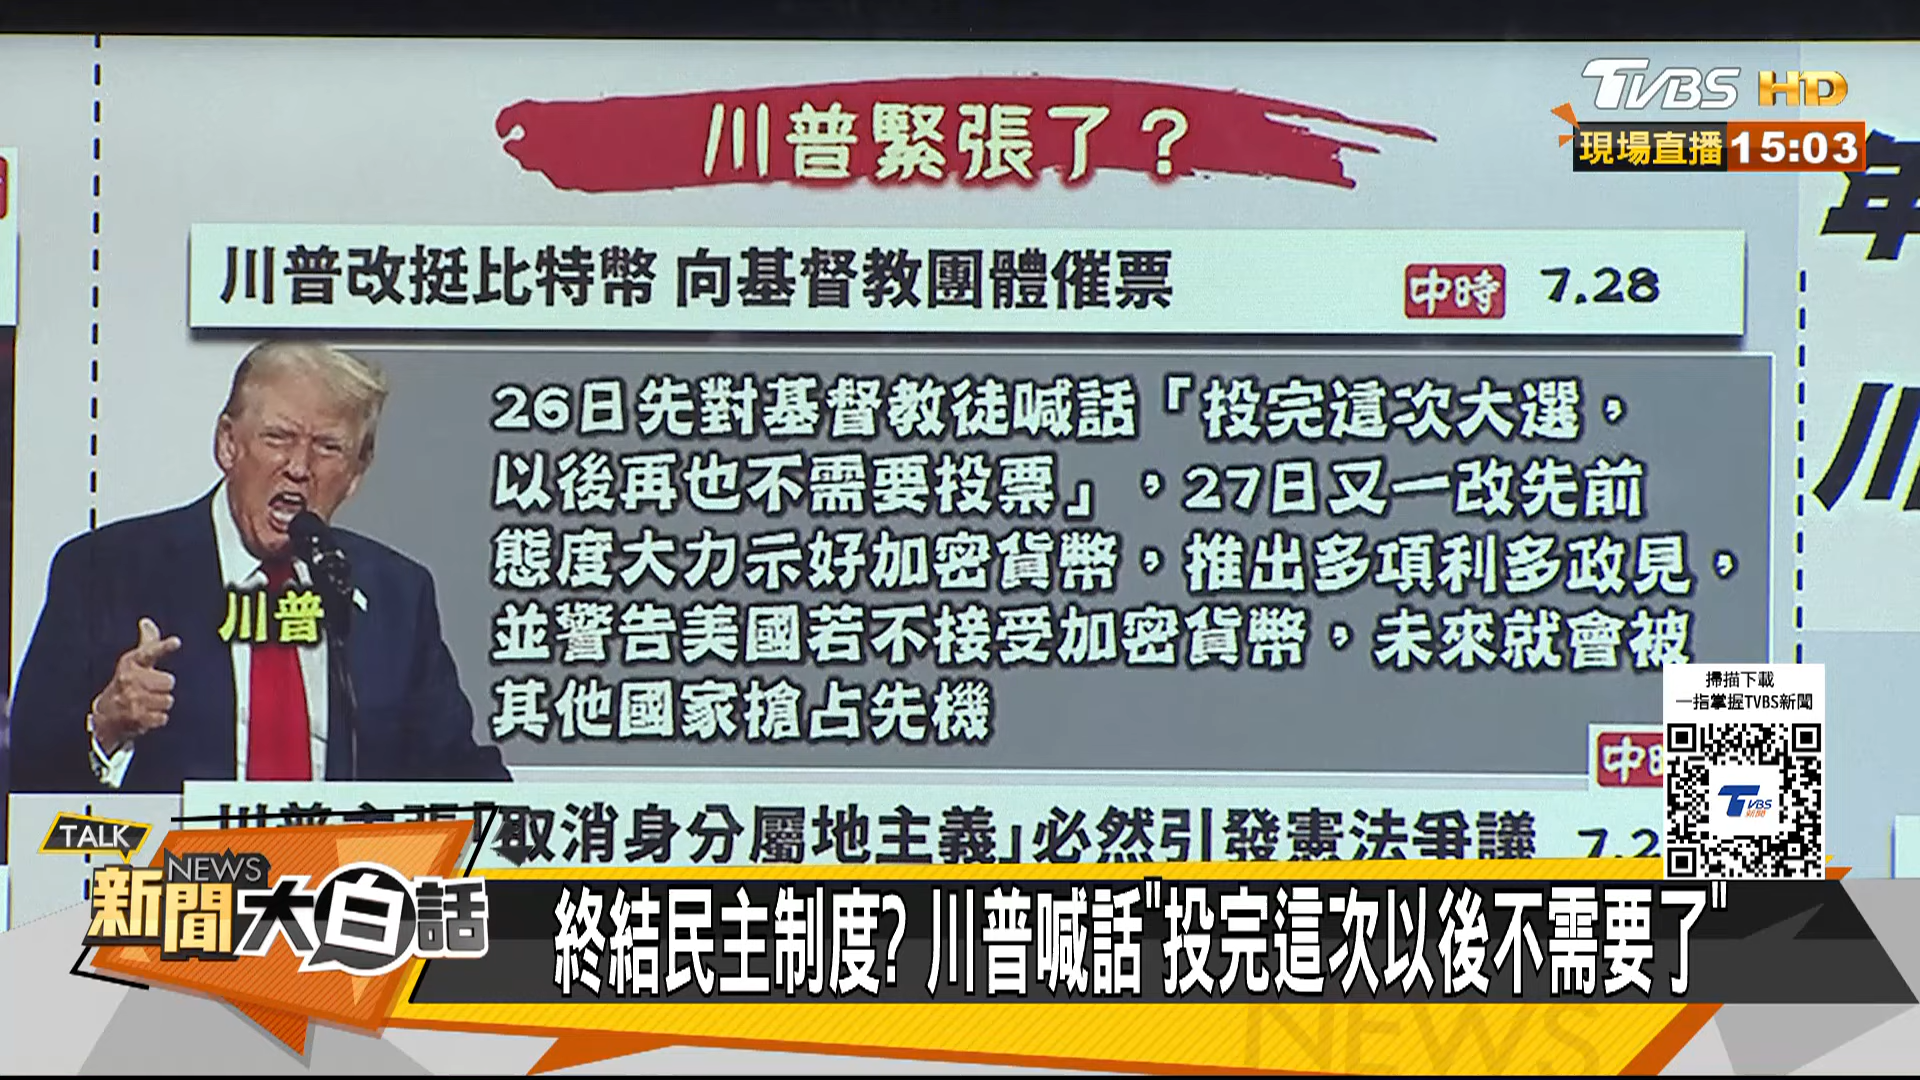 川普緊張了？
TVBS HD
現場直播 15:03
川普改挺比特幣 向基督教團體催票 中時 7.28
26日先對基督教徒喊話「投完這次大選，
以後再也不需要投票」，27日又一改先前
態度大力示好加密貨幣，推出多項利多政見，
並警告美國若不接受加密貨幣，未來就會被
其他國家搶占先機
川普
掃描下載
一指掌握TVBS新聞
TVBS
新聞
川普主張「取消身分屬地主義」必然引發憲法爭議
TALK
NEWS
新聞大白話
終結民主制度? 川普喊話"投完這次以後不需要了"
NEWS